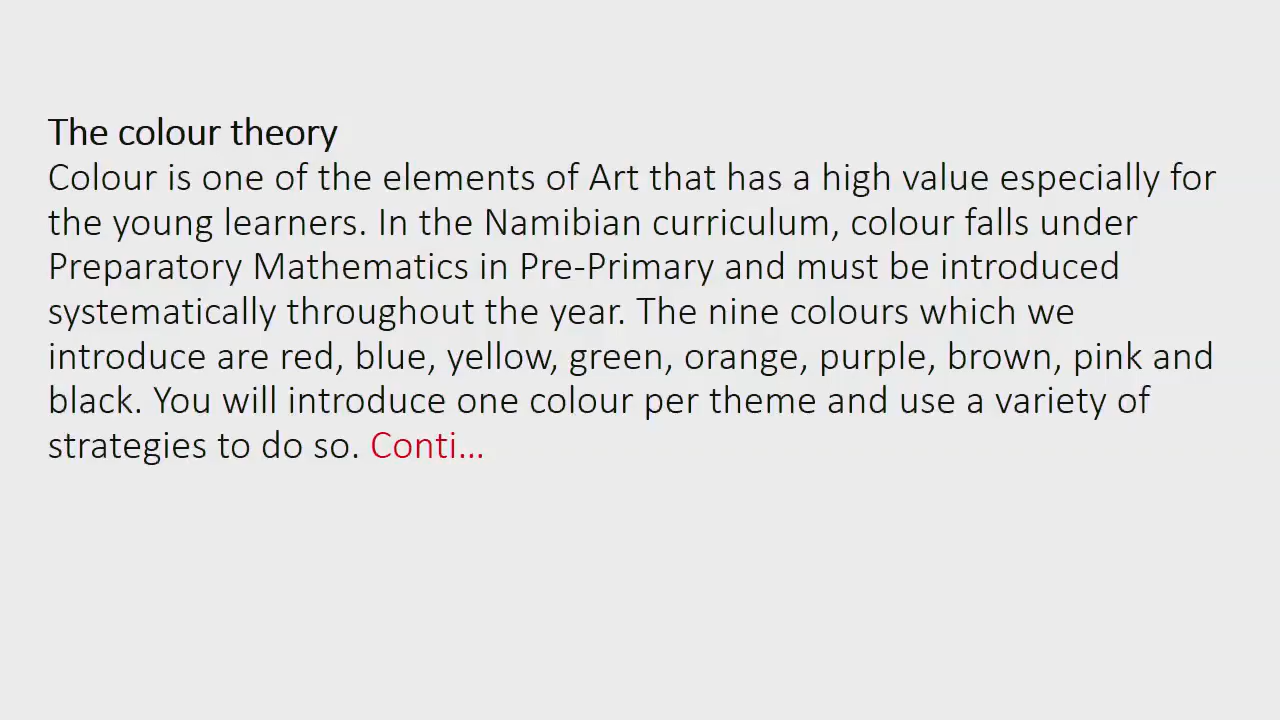 The colour theory
Colour is one of the elements of Art that has a high value especially for
the young learners. In the Namibian curriculum, colour falls under
Preparatory Mathematics in Pre-Primary and must be introduced
systematically throughout the year. The nine colours which we
introduce are red, blue, yellow, green, orange, purple, brown, pink and
black. You will introduce one colour per theme and use a variety of
strategies to do so. Conti...